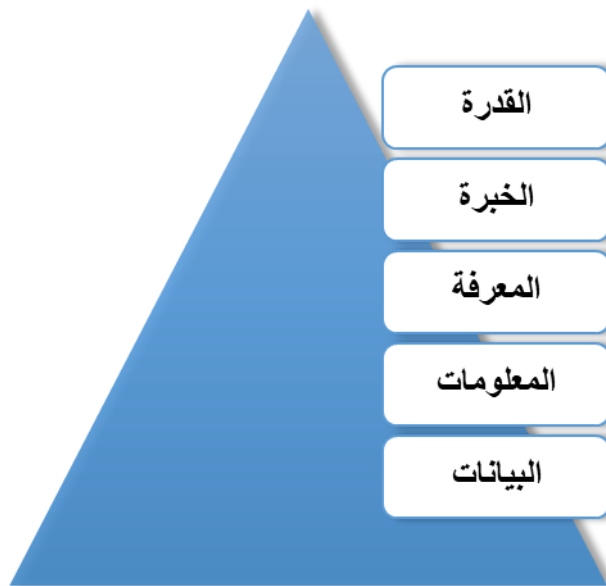 القدرة
الخبرة
المعرفة
المعلومات
البيانات